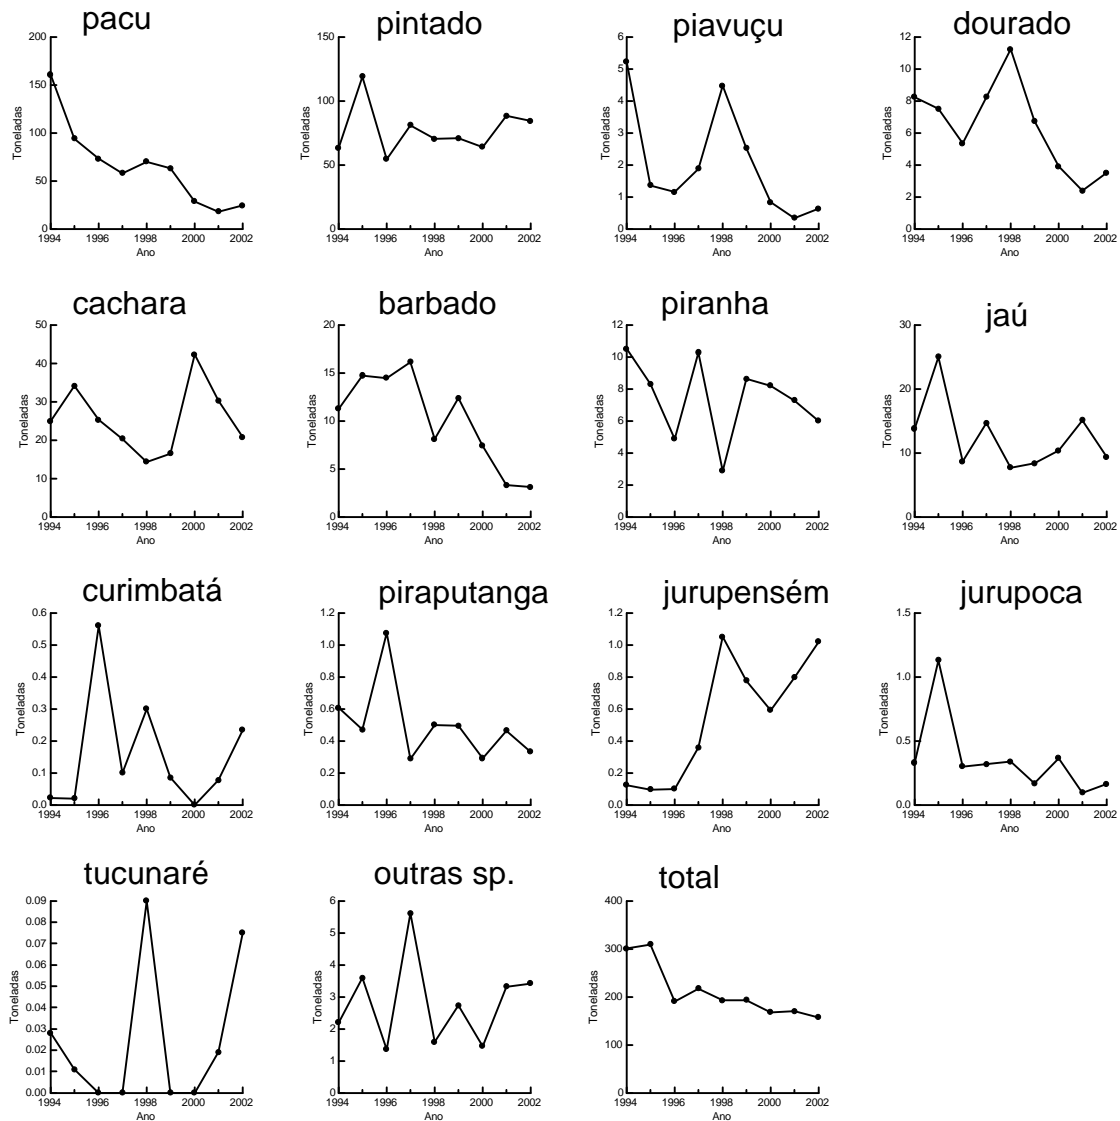 pacu
200
150
100
50
0
Toneladas
1994 1996 1998 2000 2002
Ano
pintado
150
100
50
0
Toneladas
1994 1996 1998 2000 2002
Ano
piavuçu
6
5
4
3
2
1
0
Toneladas
1994 1996 1998 2000 2002
Ano
dourado
12
10
8
6
4
2
0
Toneladas
1994 1996 1998 2000 2002
Ano
cachara
50
40
30
20
10
0
Toneladas
1994 1996 1998 2000 2002
Ano
barbado
20
15
10
5
0
Toneladas
1994 1996 1998 2000 2002
Ano
piranha
12
10
8
6
4
2
0
Toneladas
1994 1996 1998 2000 2002
Ano
jaú
30
20
10
0
Toneladas
1994 1996 1998 2000 2002
Ano
curimbatá
0.6
0.5
0.4
0.3
0.2
0.1
0.0
Toneladas
1994 1996 1998 2000 2002
Ano
piraputanga
1.2
1.0
0.8
0.6
0.4
0.2
0.0
Toneladas
1994 1996 1998 2000 2002
Ano
jurupensém
1.2
1.0
0.8
0.6
0.4
0.2
0.0
Toneladas
1994 1996 1998 2000 2002
Ano
jurupoca
1.5
1.0
0.5
0.0
Toneladas
1994 1996 1998 2000 2002
Ano
tucunaré
0.09
0.08
0.07
0.06
0.05
0.04
0.03
0.02
0.01
0.00
Toneladas
1994 1996 1998 2000 2002
Ano
outras sp.
6
5
4
3
2
1
0
Toneladas
1994 1996 1998 2000 2002
Ano
total
400
300
200
100
0
Toneladas
1994 1996 1998 2000 2002
Ano